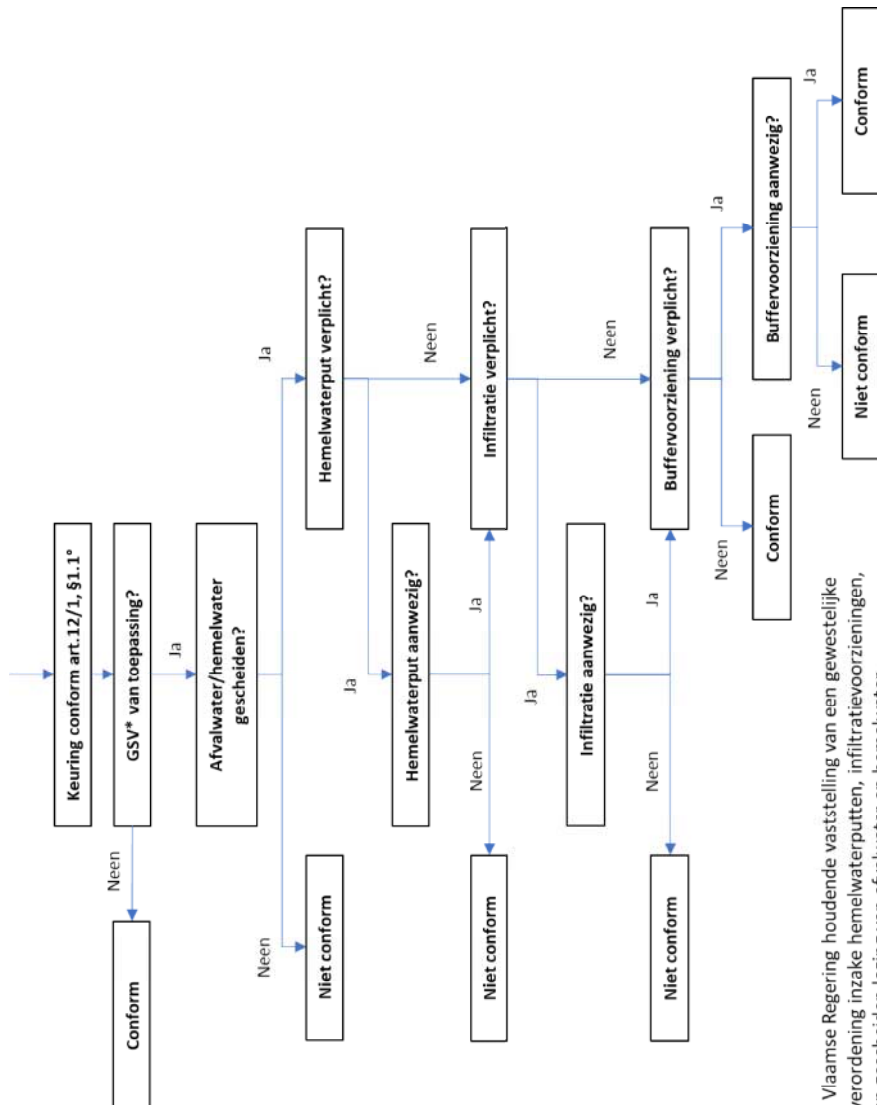 Keuring conform art.12/1, §1.1°
GSV* van toepassing?
Neen
Conform
Ja
Afvalwater/hemelwater
gescheiden?
Neen
Niet conform
Ja
Hemelwaterput verplicht?
Ja
Hemelwaterput aanwezig?
Neen
Infiltratie verplicht?
Neen
Niet conform
Ja
Ja
Infiltratie aanwezig?
Neen
Buffervoorziening verplicht?
Neen
Niet conform
Ja
Neen
Conform
Ja
Buffervoorziening aanwezig?
Neen
Niet conform
Ja
Conform
Vlaamse Regering houdende vaststelling van een gewestelijke
verordening inzake hemelwaterputten, infiltratievoorzieningen,